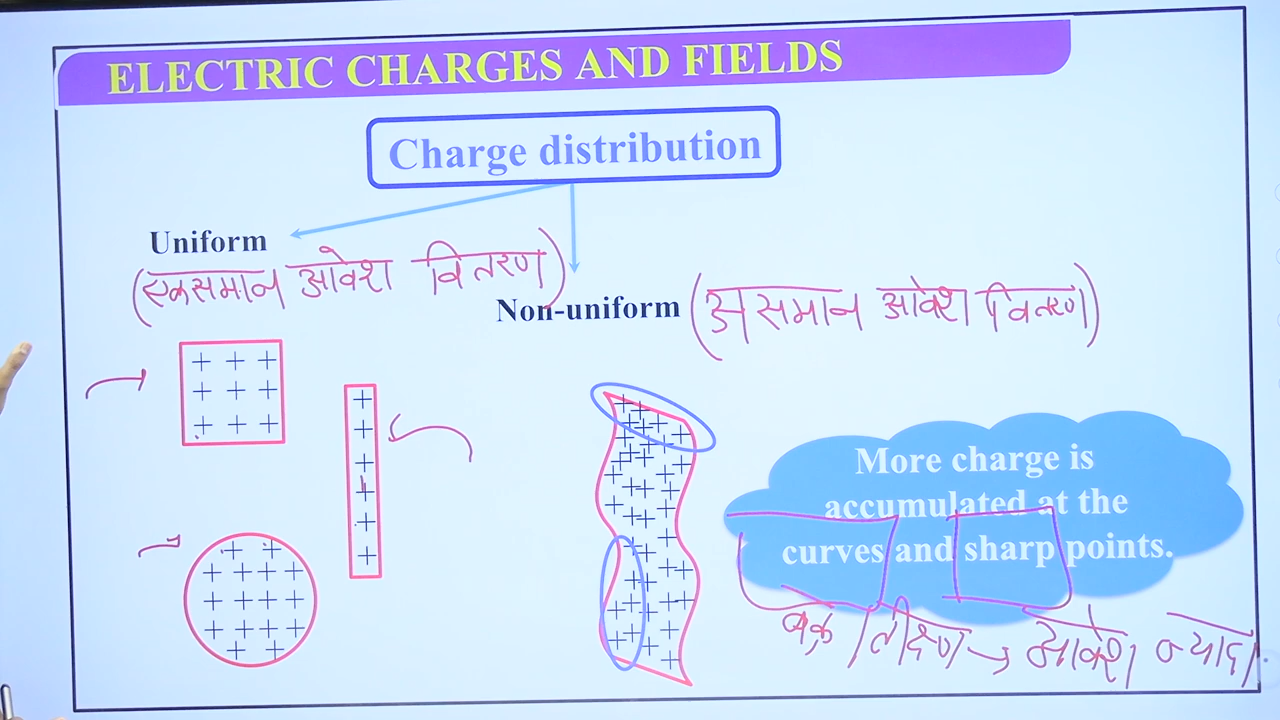 ELECTRIC CHARGES AND FIELDS
Charge distribution
Uniform
(एकसमान आवेश वितरण)
Non-uniform (असमान आवेश वितरण)
More charge is
accumulated at the
curves and sharp points.
वक्र / तीक्ष्ण → आवेश ज्यादा